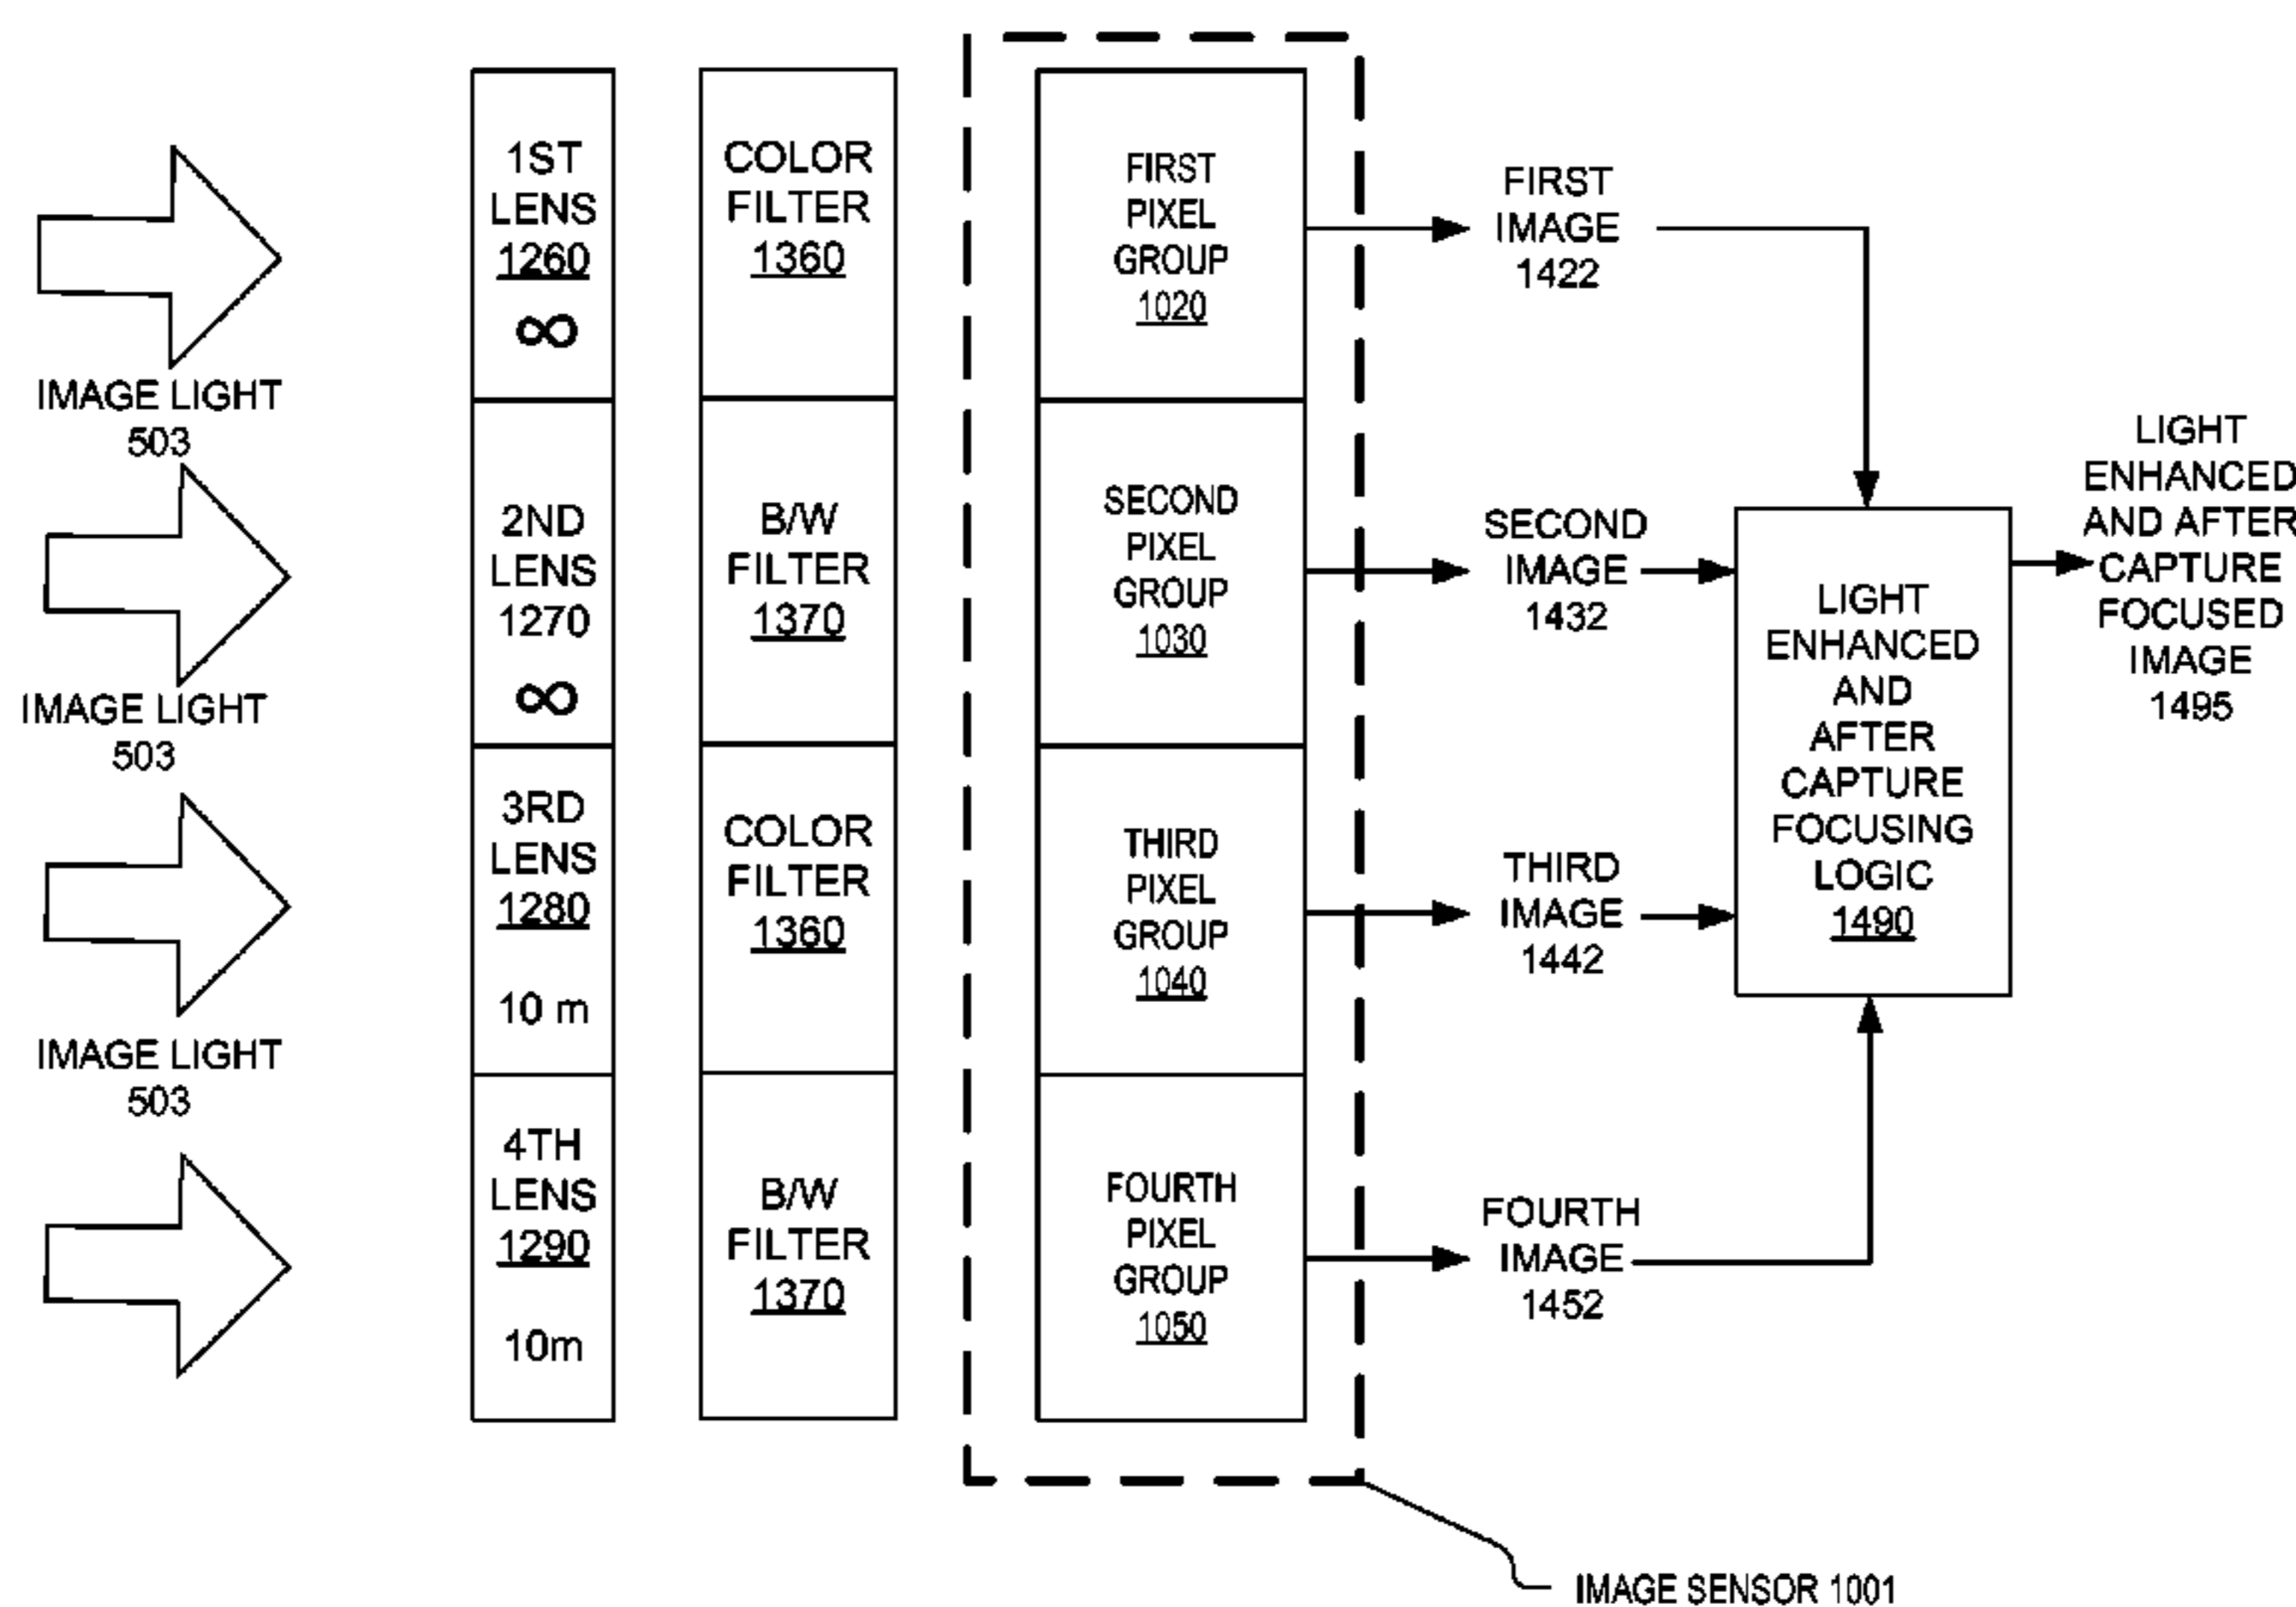 IMAGE LIGHT
503
IMAGE LIGHT
503
IMAGE LIGHT
503
1ST
LENS
1260
∞
2ND
LENS
1270
∞
3RD
LENS
1280
10 m
4TH
LENS
1290
10m
COLOR
FILTER
1360
B/W
FILTER
1370
COLOR
FILTER
1360
B/W
FILTER
1370
FIRST
PIXEL
GROUP
1020
SECOND
PIXEL
GROUP
1030
THIRD
PIXEL
GROUP
1040
FOURTH
PIXEL
GROUP
1050
FIRST
IMAGE
1422
SECOND
IMAGE
1432
THIRD
IMAGE
1442
FOURTH
IMAGE
1452
LIGHT
ENHANCED
AND
AFTER
CAPTURE
FOCUSING
LOGIC
1490
LIGHT
ENHANCED
AND AFTER
CAPTURE
FOCUSED
IMAGE
1495
IMAGE SENSOR 1001